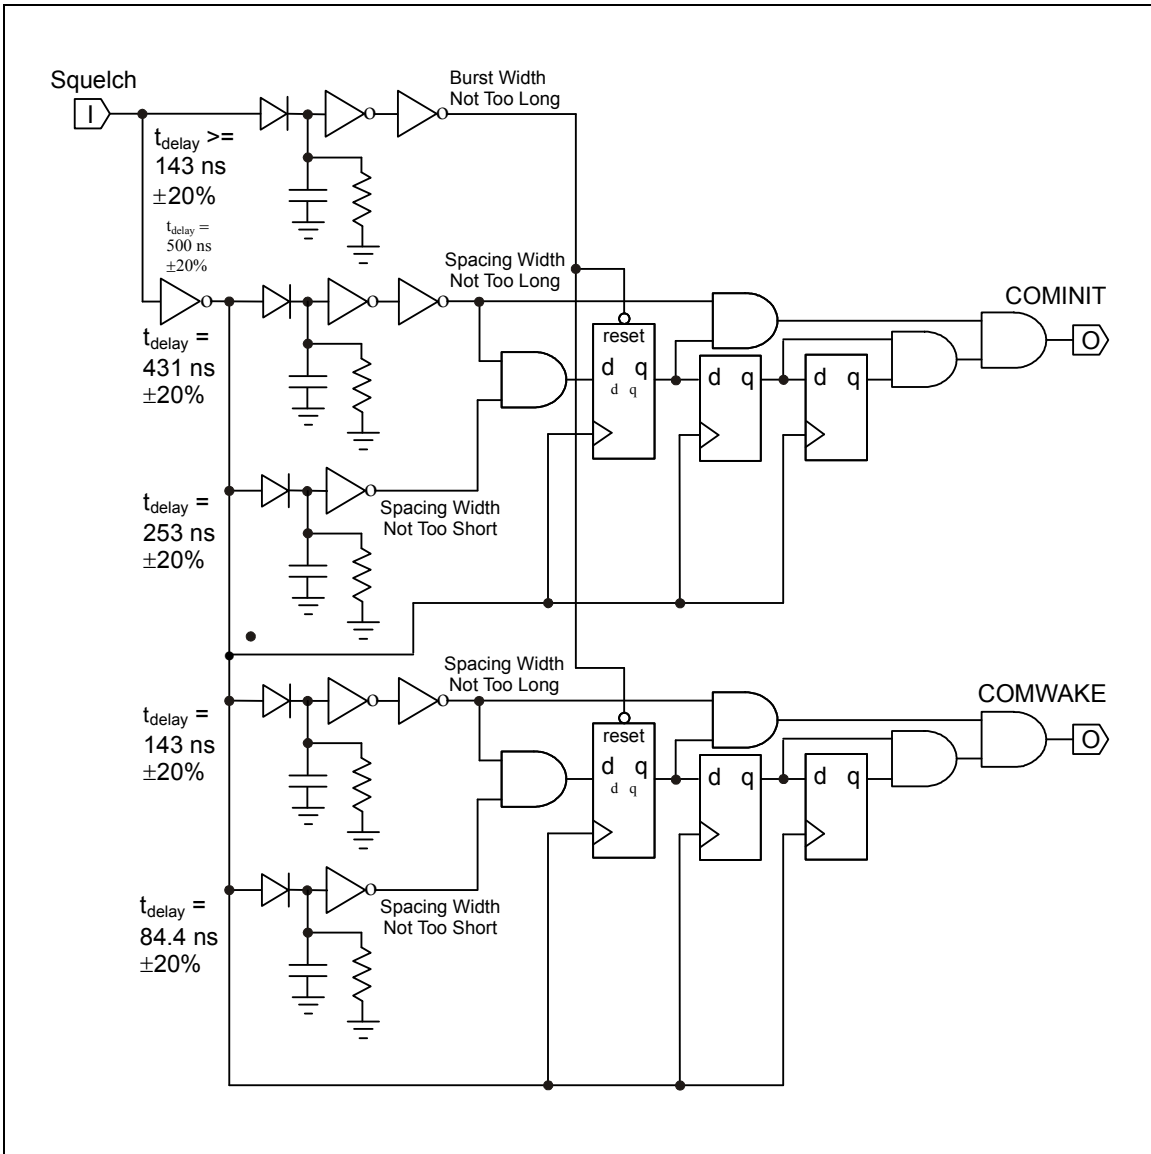 Squelch
I
Burst Width
Not Too Long
tdelay >=
143 ns
±20%
tdelay =
500 ns
±20%
Spacing Width
Not Too Long
COMINIT
O
reset
d q
d q
d q
d q
tdelay =
431 ns
±20%
tdelay =
253 ns
±20%
Spacing Width
Not Too Short
Spacing Width
Not Too Long
COMWAKE
O
reset
d q
d q
d q
d q
tdelay =
143 ns
±20%
tdelay =
84.4 ns
±20%
Spacing Width
Not Too Short